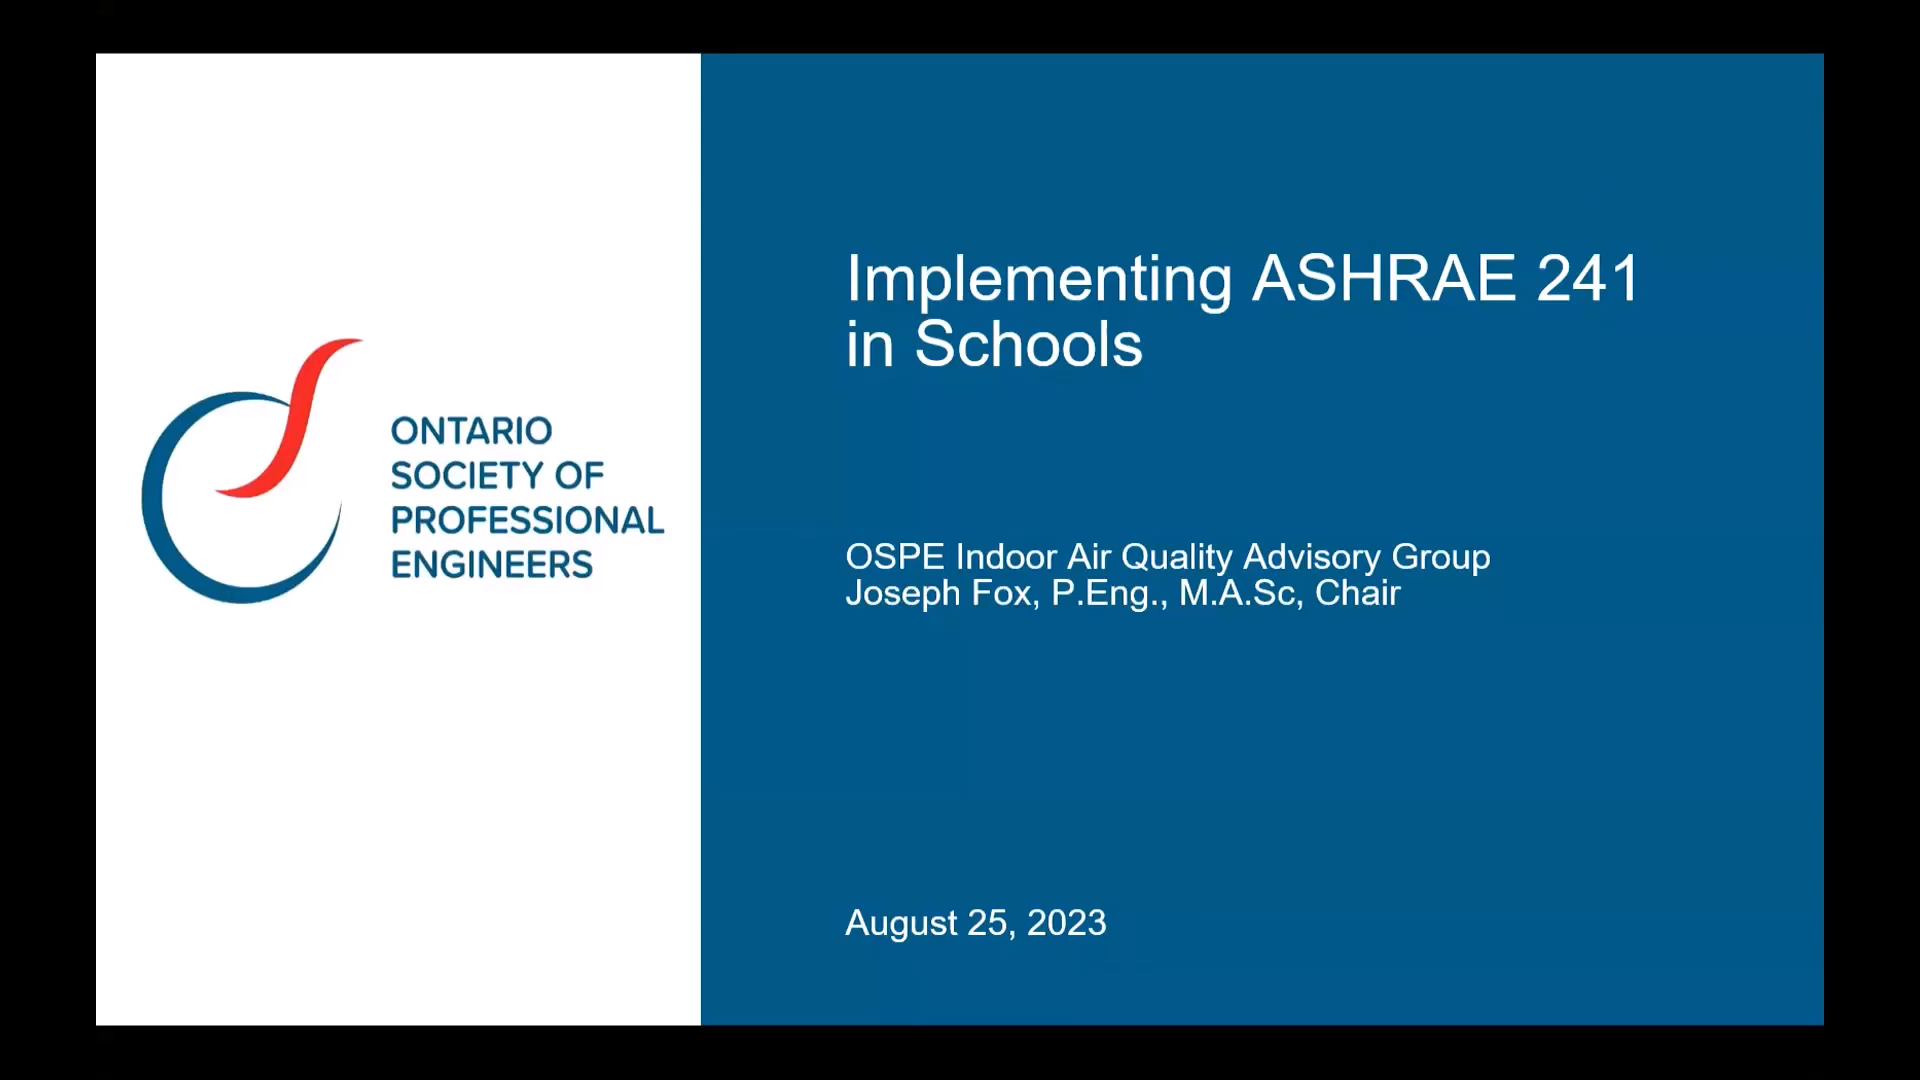 ONTARIO
SOCIETY OF
PROFESSIONAL
ENGINEERS
Implementing ASHRAE 241
in Schools
OSPE Indoor Air Quality Advisory Group
Joseph Fox, P.Eng., M.A.Sc, Chair
August 25, 2023